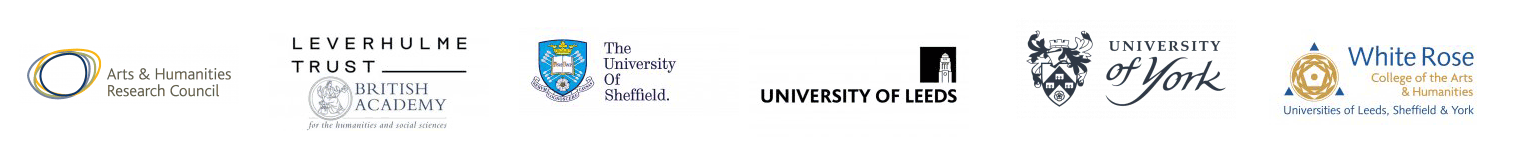 Arts & Humanities
Research Council
LEVERHULME
TRUST
BRITISH
ACADEMY
for the humanities and social sciences
The
University
Of
Sheffield.
UNIVERSITY OF LEEDS
UNIVERSITY
of York
White Rose
College of the Arts
& Humanities
Universities of Leeds, Sheffield & York